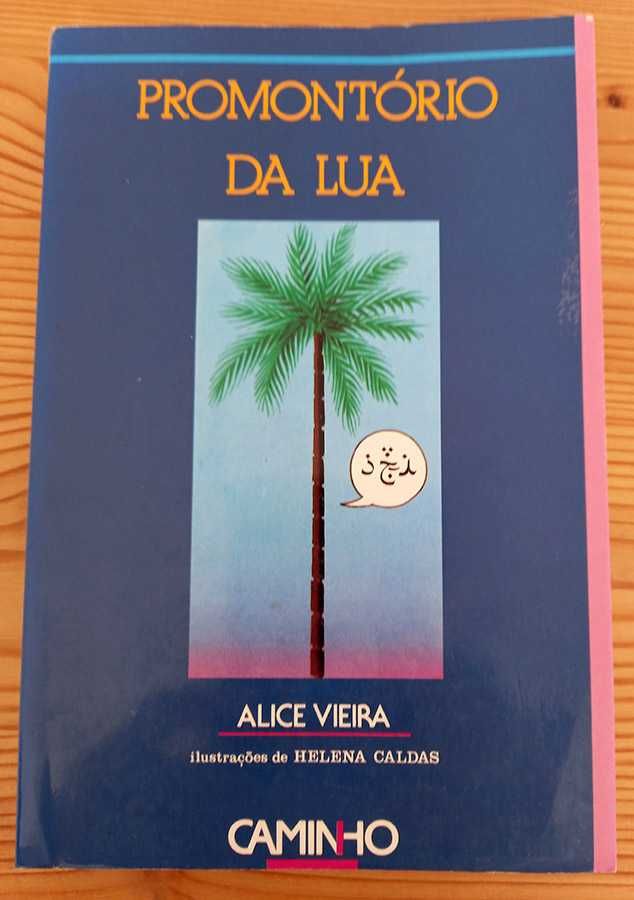 PROMONTÓRIO
DA LUA
ALICE VIEIRA
ilustrações de HELENA CALDAS
CAMINHO